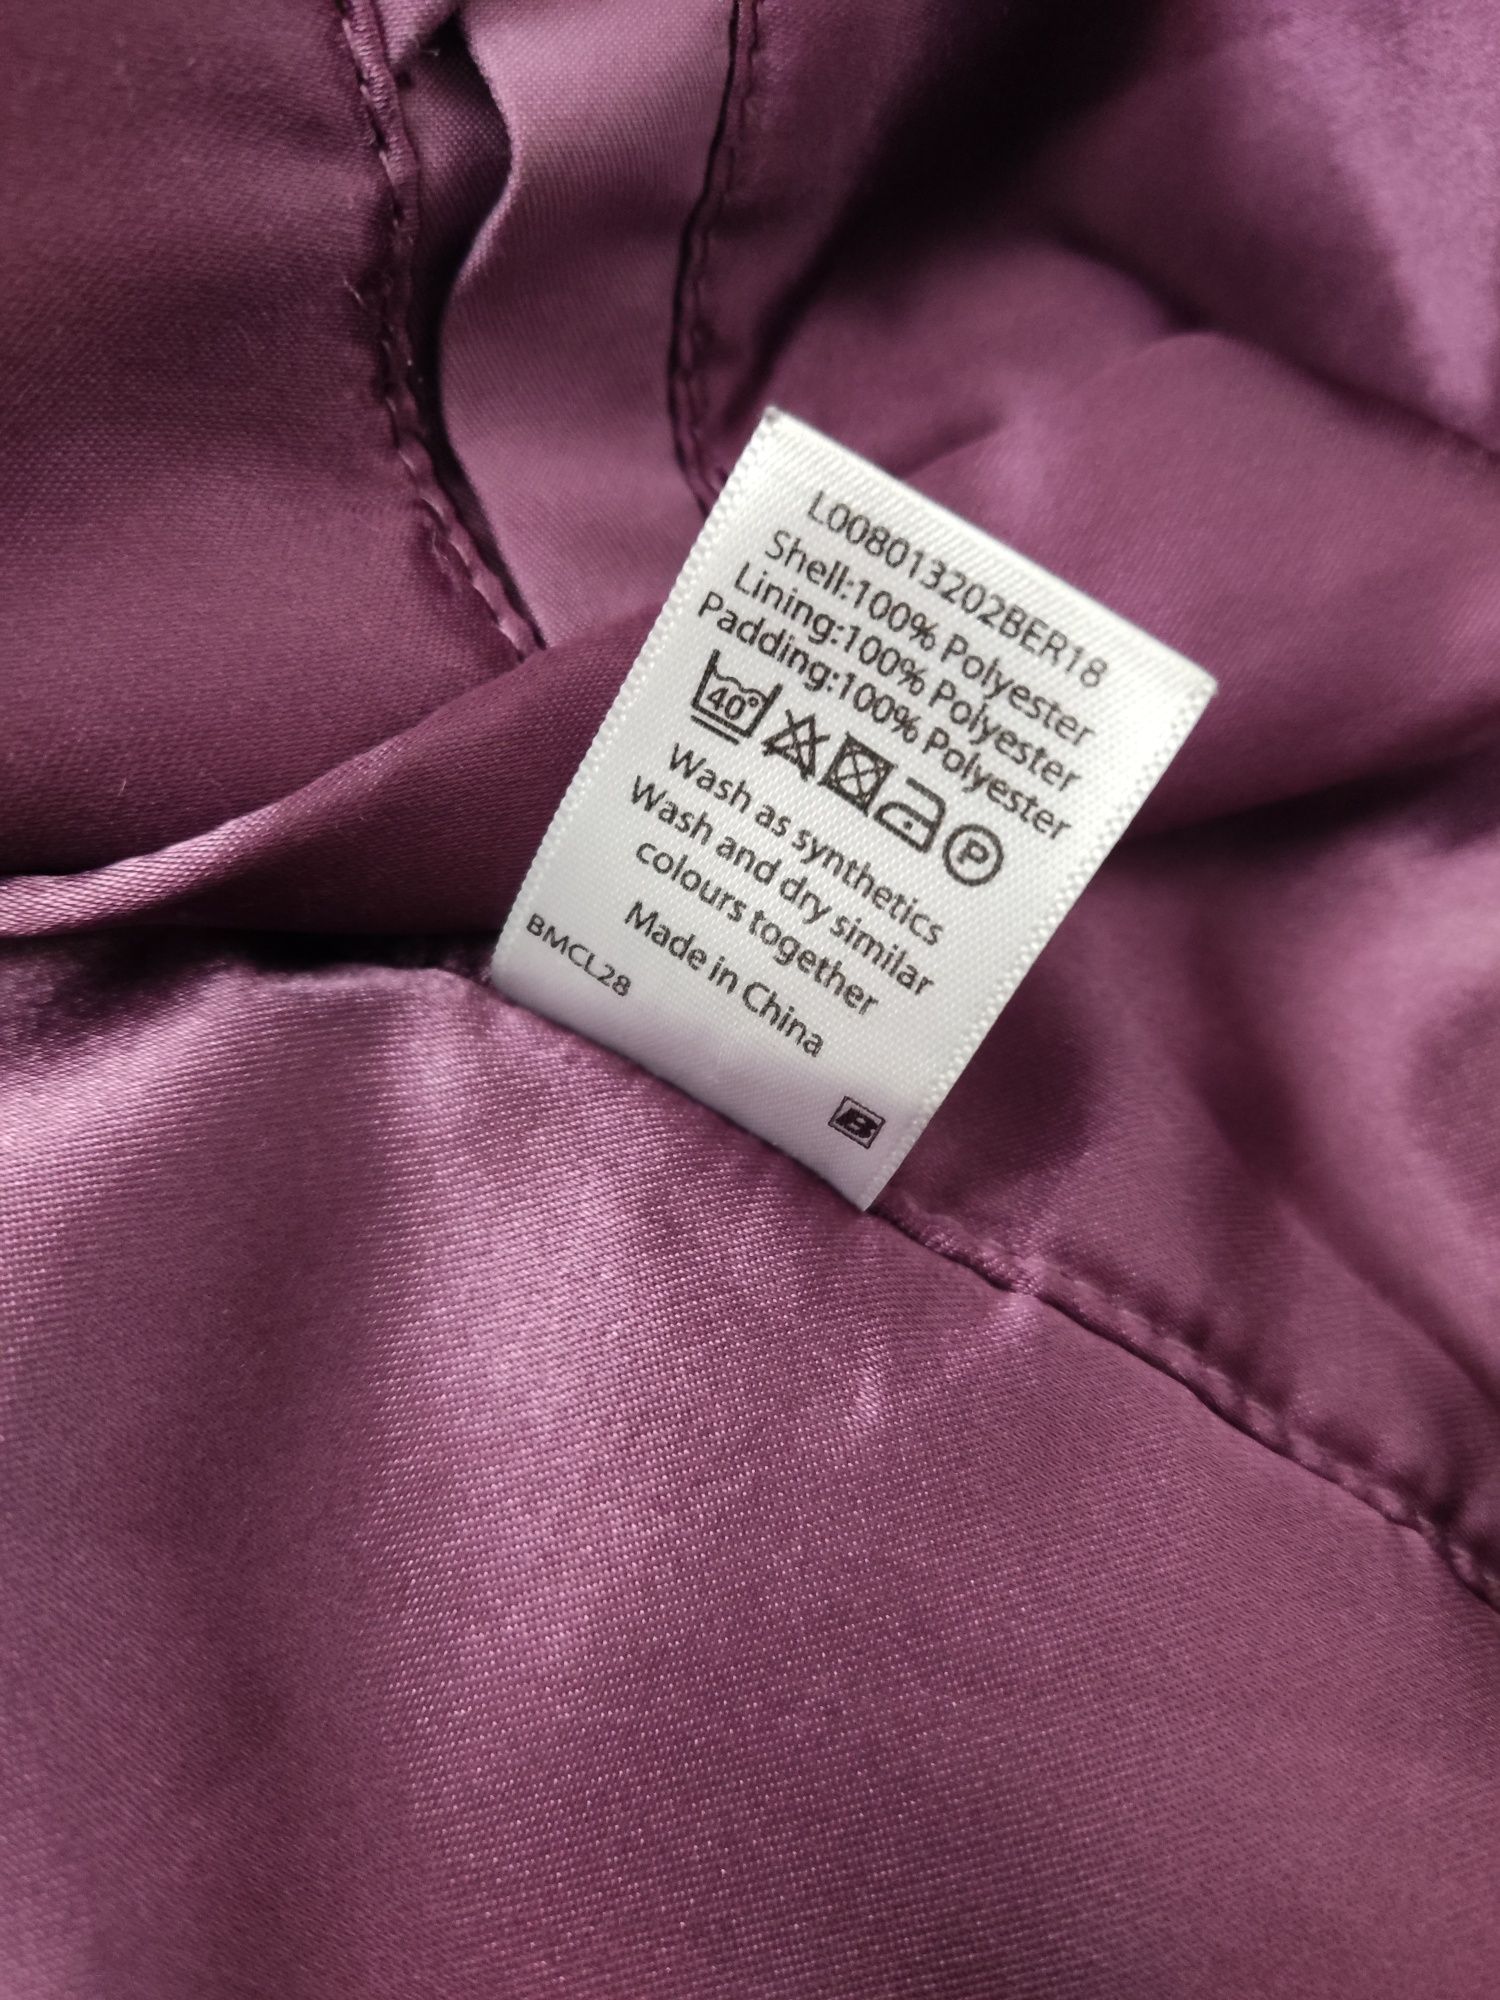 L008013202BER18
Shell:100% Polyester
Lining:100% Polyester
Padding:100% Polyester
40°
P
Wash as synthetics
Wash and dry similar
colours together
Made in China
BMCL28
B